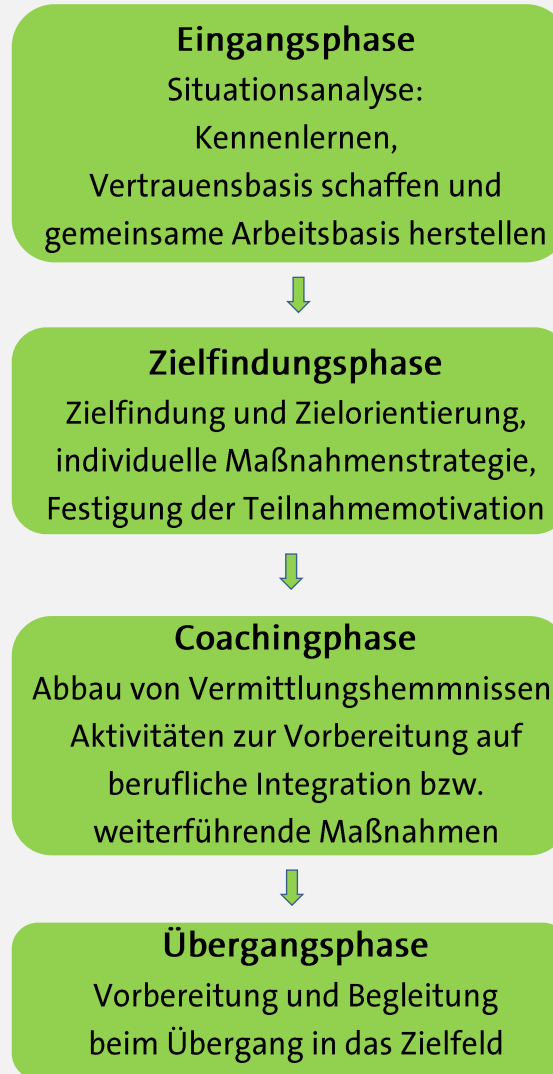 Eingangsphase
Situationsanalyse:
Kennenlernen,
Vertrauensbasis schaffen und
gemeinsame Arbeitsbasis herstellen
Zielfindungsphase
Zielfindung und Zielorientierung,
individuelle Maßnahmenstrategie,
Festigung der Teilnahmemotivation
Coachingphase
Abbau von Vermittlungshemmnissen
Aktivitäten zur Vorbereitung auf
berufliche Integration bzw.
weiterführende Maßnahmen
Übergangsphase
Vorbereitung und Begleitung
beim Übergang in das Zielfeld